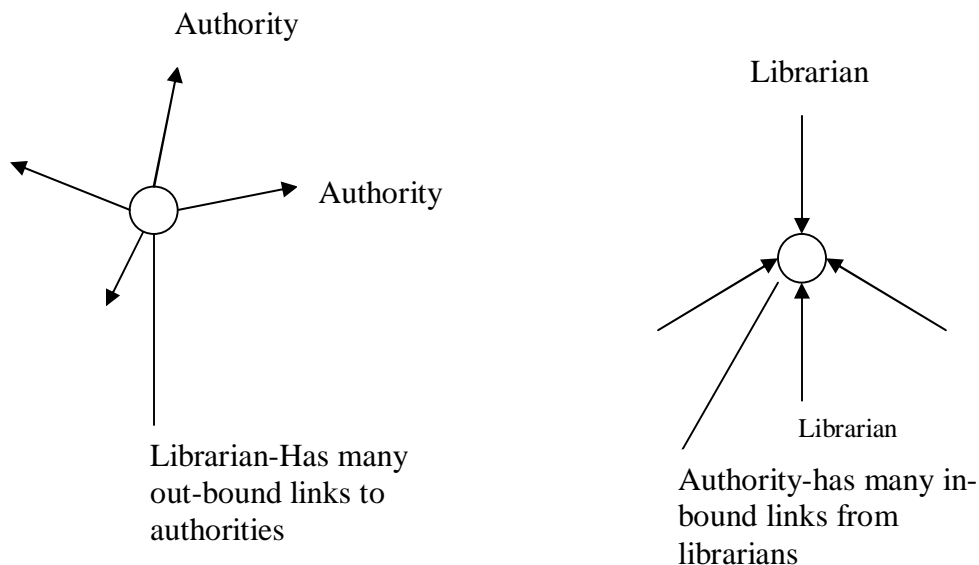 Authority
Authority
Librarian-Has many
out-bound links to
authorities
Librarian
Librarian
Authority-has many in-
bound links from
librarians